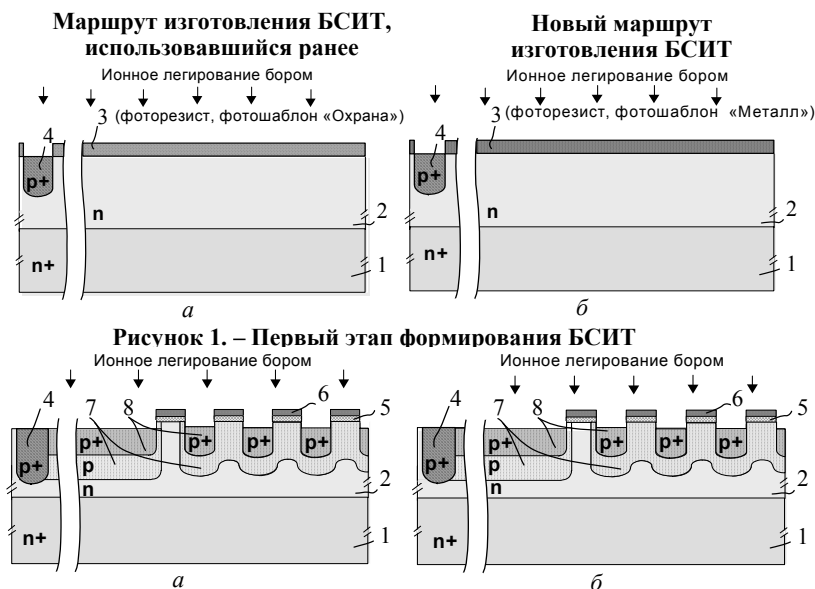 Маршрут изготовления БСИТ,
использовавшийся ранее
Ионное легирование бором
3 (фоторезист, фотошаблон «Охрана»)
4
p+
n
2
n+
1
а
Новый маршрут
изготовления БСИТ
Ионное легирование бором
3 (фоторезист, фотошаблон «Металл»)
4
p+
n
2
n+
1
б
Рисунок 1. – Первый этап формирования БСИТ
Ионное легирование бором
4
7
8
6
5
p+
p+
p+
p+
p+
p
n
2
n+
1
а
Ионное легирование бором
4
7
8
6
5
p+
p+
p+
p+
p+
p
n
2
n+
1
б